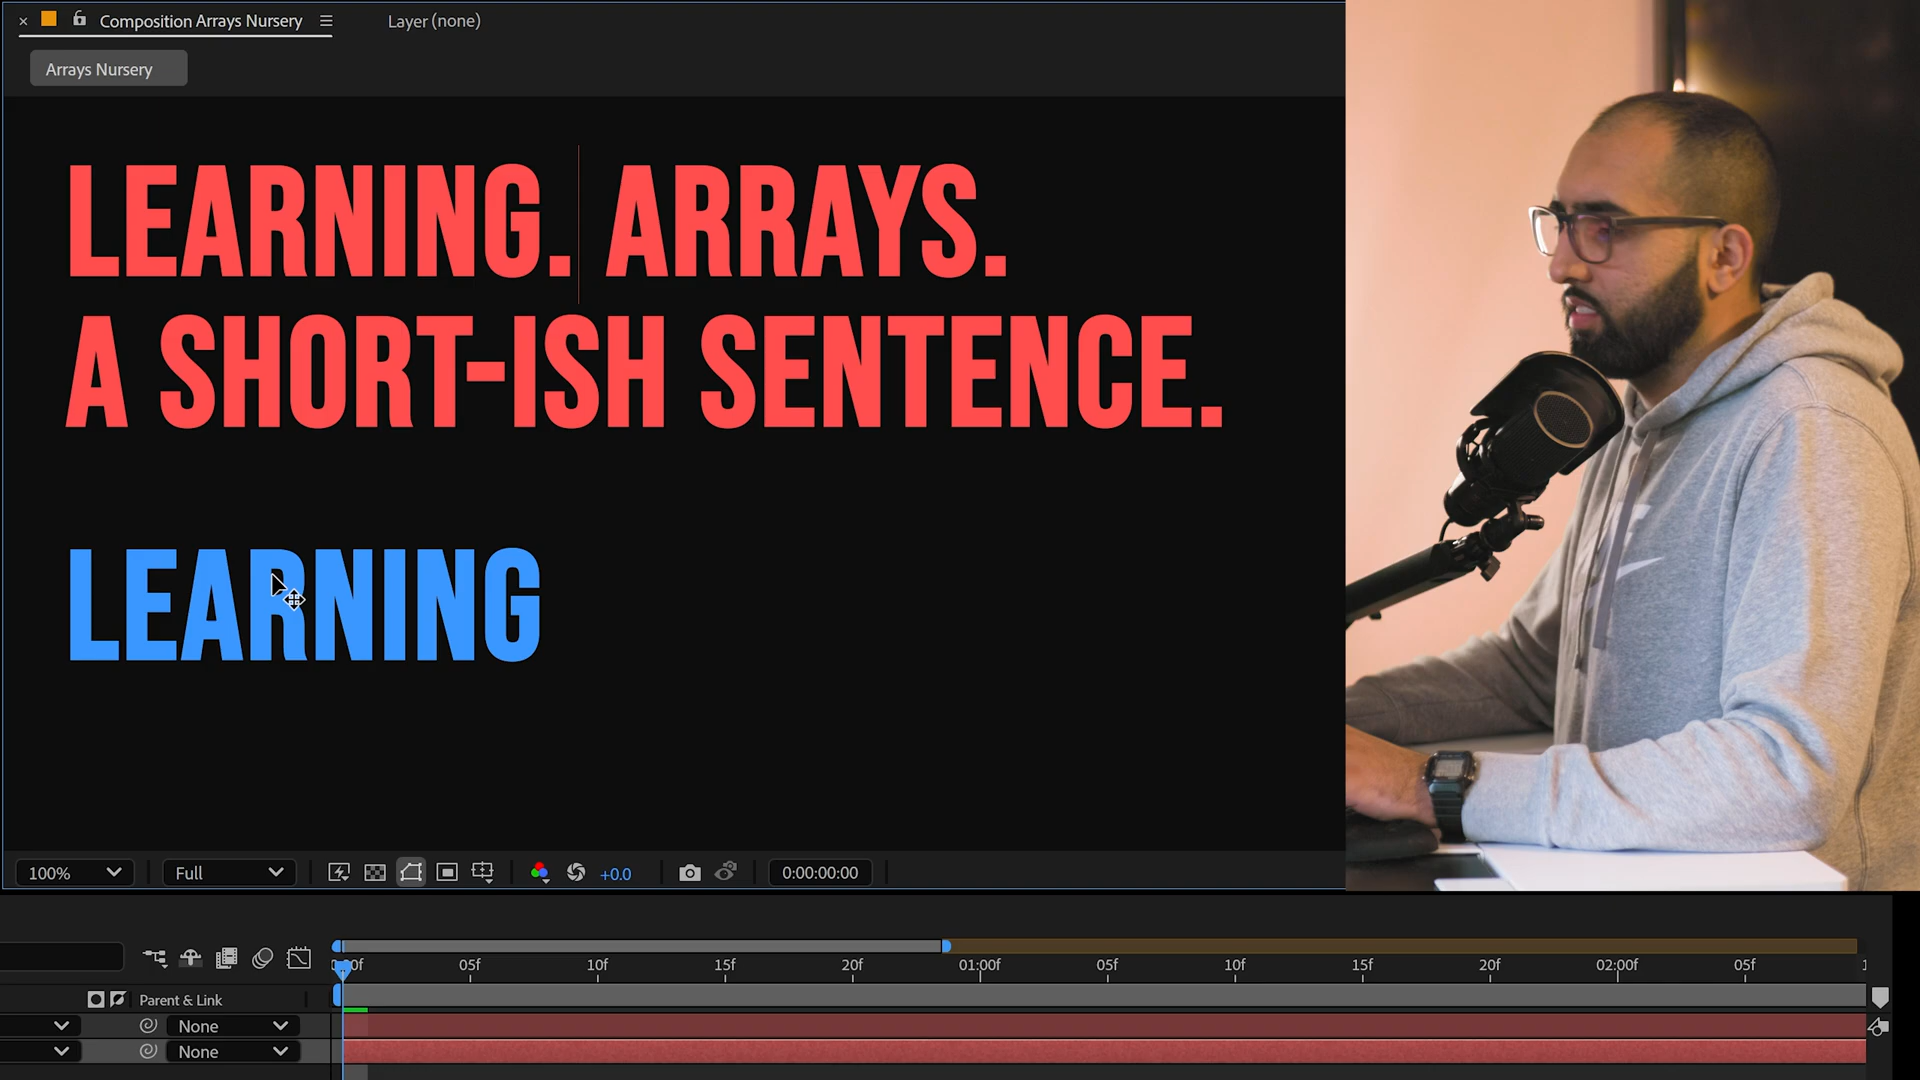 Composition Arrays Nursery
Layer (none)
Arrays Nursery
LEARNING. ARRAYS.
A SHORT-ISH SENTENCE.
LEARNING
100%
Full
+0.0
0:00:00:00
05f
10f
15f
20f
01:00f
05f
10f
15f
20f
02:00f
05f
Parent & Link
None
None